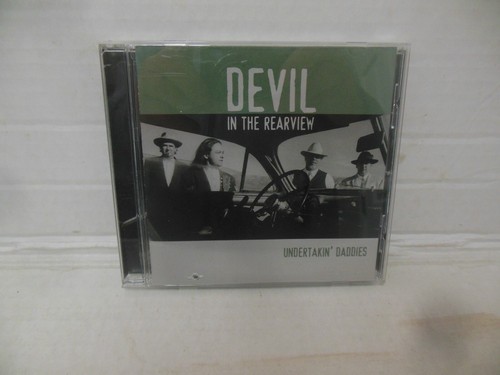 DEVIL
IN THE REARVIEW
UNDERTAKIN' DADDIES